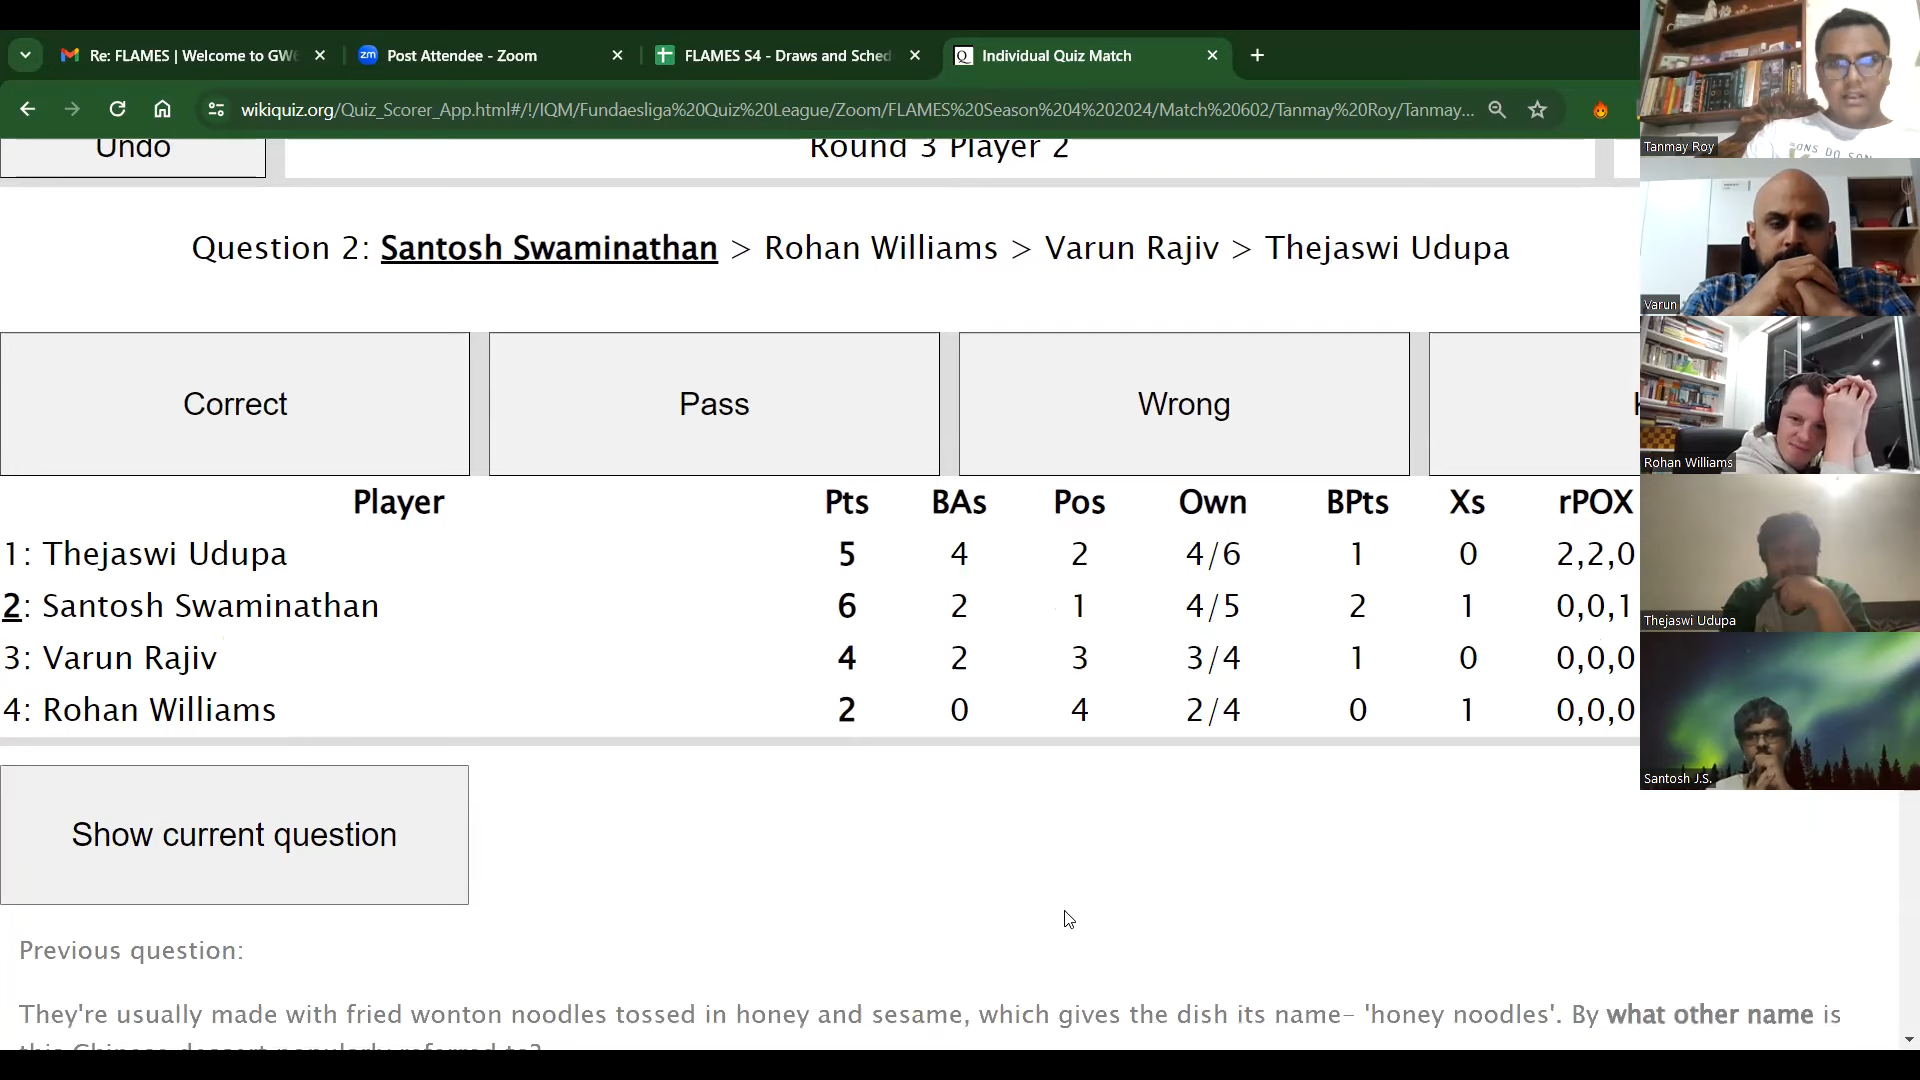 Re: FLAMES | Welcome to GW
Post Attendee - Zoom
FLAMES S4 - Draws and Sched
Individual Quiz Match
wikiquiz.org/Quiz_Scorer_App.html#/!/IQM/Fundaesliga%20Quiz%20League/Zoom/FLAMES%20Season%204%202024/Match%20602/Tanmay%20Roy/Tanmay...
Undo
Round 3 Player 2
Question 2: Santosh Swaminathan > Rohan Williams > Varun Rajiv > Thejaswi Udupa
Correct
Pass
Wrong
Player Pts BAs Pos Own BPts Xs rPOX
1: Thejaswi Udupa 5 4 2 4/6 1 0 2,2,0
2: Santosh Swaminathan 6 2 1 4/5 2 1 0,0,1
3: Varun Rajiv 4 2 3 3/4 1 0 0,0,0
4: Rohan Williams 2 0 4 2/4 0 1 0,0,0
Show current question
Previous question:
They're usually made with fried wonton noodles tossed in honey and sesame, which gives the dish its name– 'honey noodles'. By what other name is
this Chinese dessert popularly referred to?
Tanmay Roy
Varun
Rohan Williams
Thejaswi Udupa
Santosh J.S.